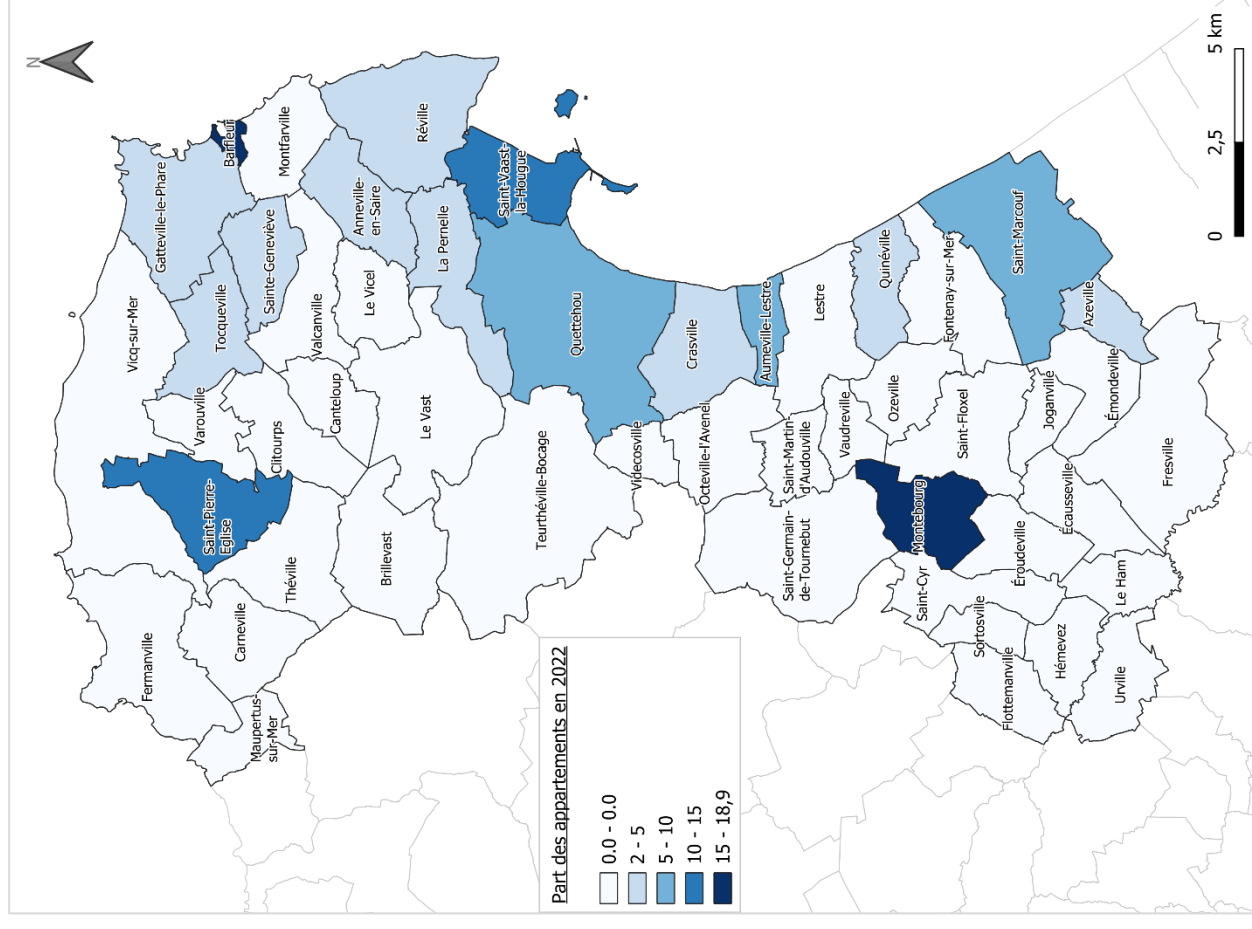 N
Vicq-sur-Mer
Gatteville-le-Phare
Barfleur
Montfarville
Fermanville
Varouville
Tocqueville
Sainte-Geneviève
Saint-Pierre-
Eglise
Clitourps
Valcanville
Anneville-
en-Saire
Réville
Maupertus-
sur-Mer
Carneville
Théville
Canteloup
Le Vicel
La Pernelle
Brillevast
Le Vast
Saint-Vaast-
la-Hougue
Teurthéville-Bocage
Quettehou
Videcosville
Crasville
Octeville-l'Avenel
Aumeville-Lestre
Saint-Germain-
de-Tournebut
Saint-Martin-
d'Audouville
Lestre
Vaudreville
Quinéville
Ozeville
Montebourg
Fontenay-sur-Mer
Saint-Cyr
Saint-Floxel
Saint-Marcouf
Sortosville
Éroudeville
Joganville
Azeville
Flottemanville
Écausseville
Émondeville
Hémevez
Le Ham
Urville
Fresville
Part des appartements en 2022
0.0 - 0.0
2 - 5
5 - 10
10 - 15
15 - 18,9
0 2,5 5 km